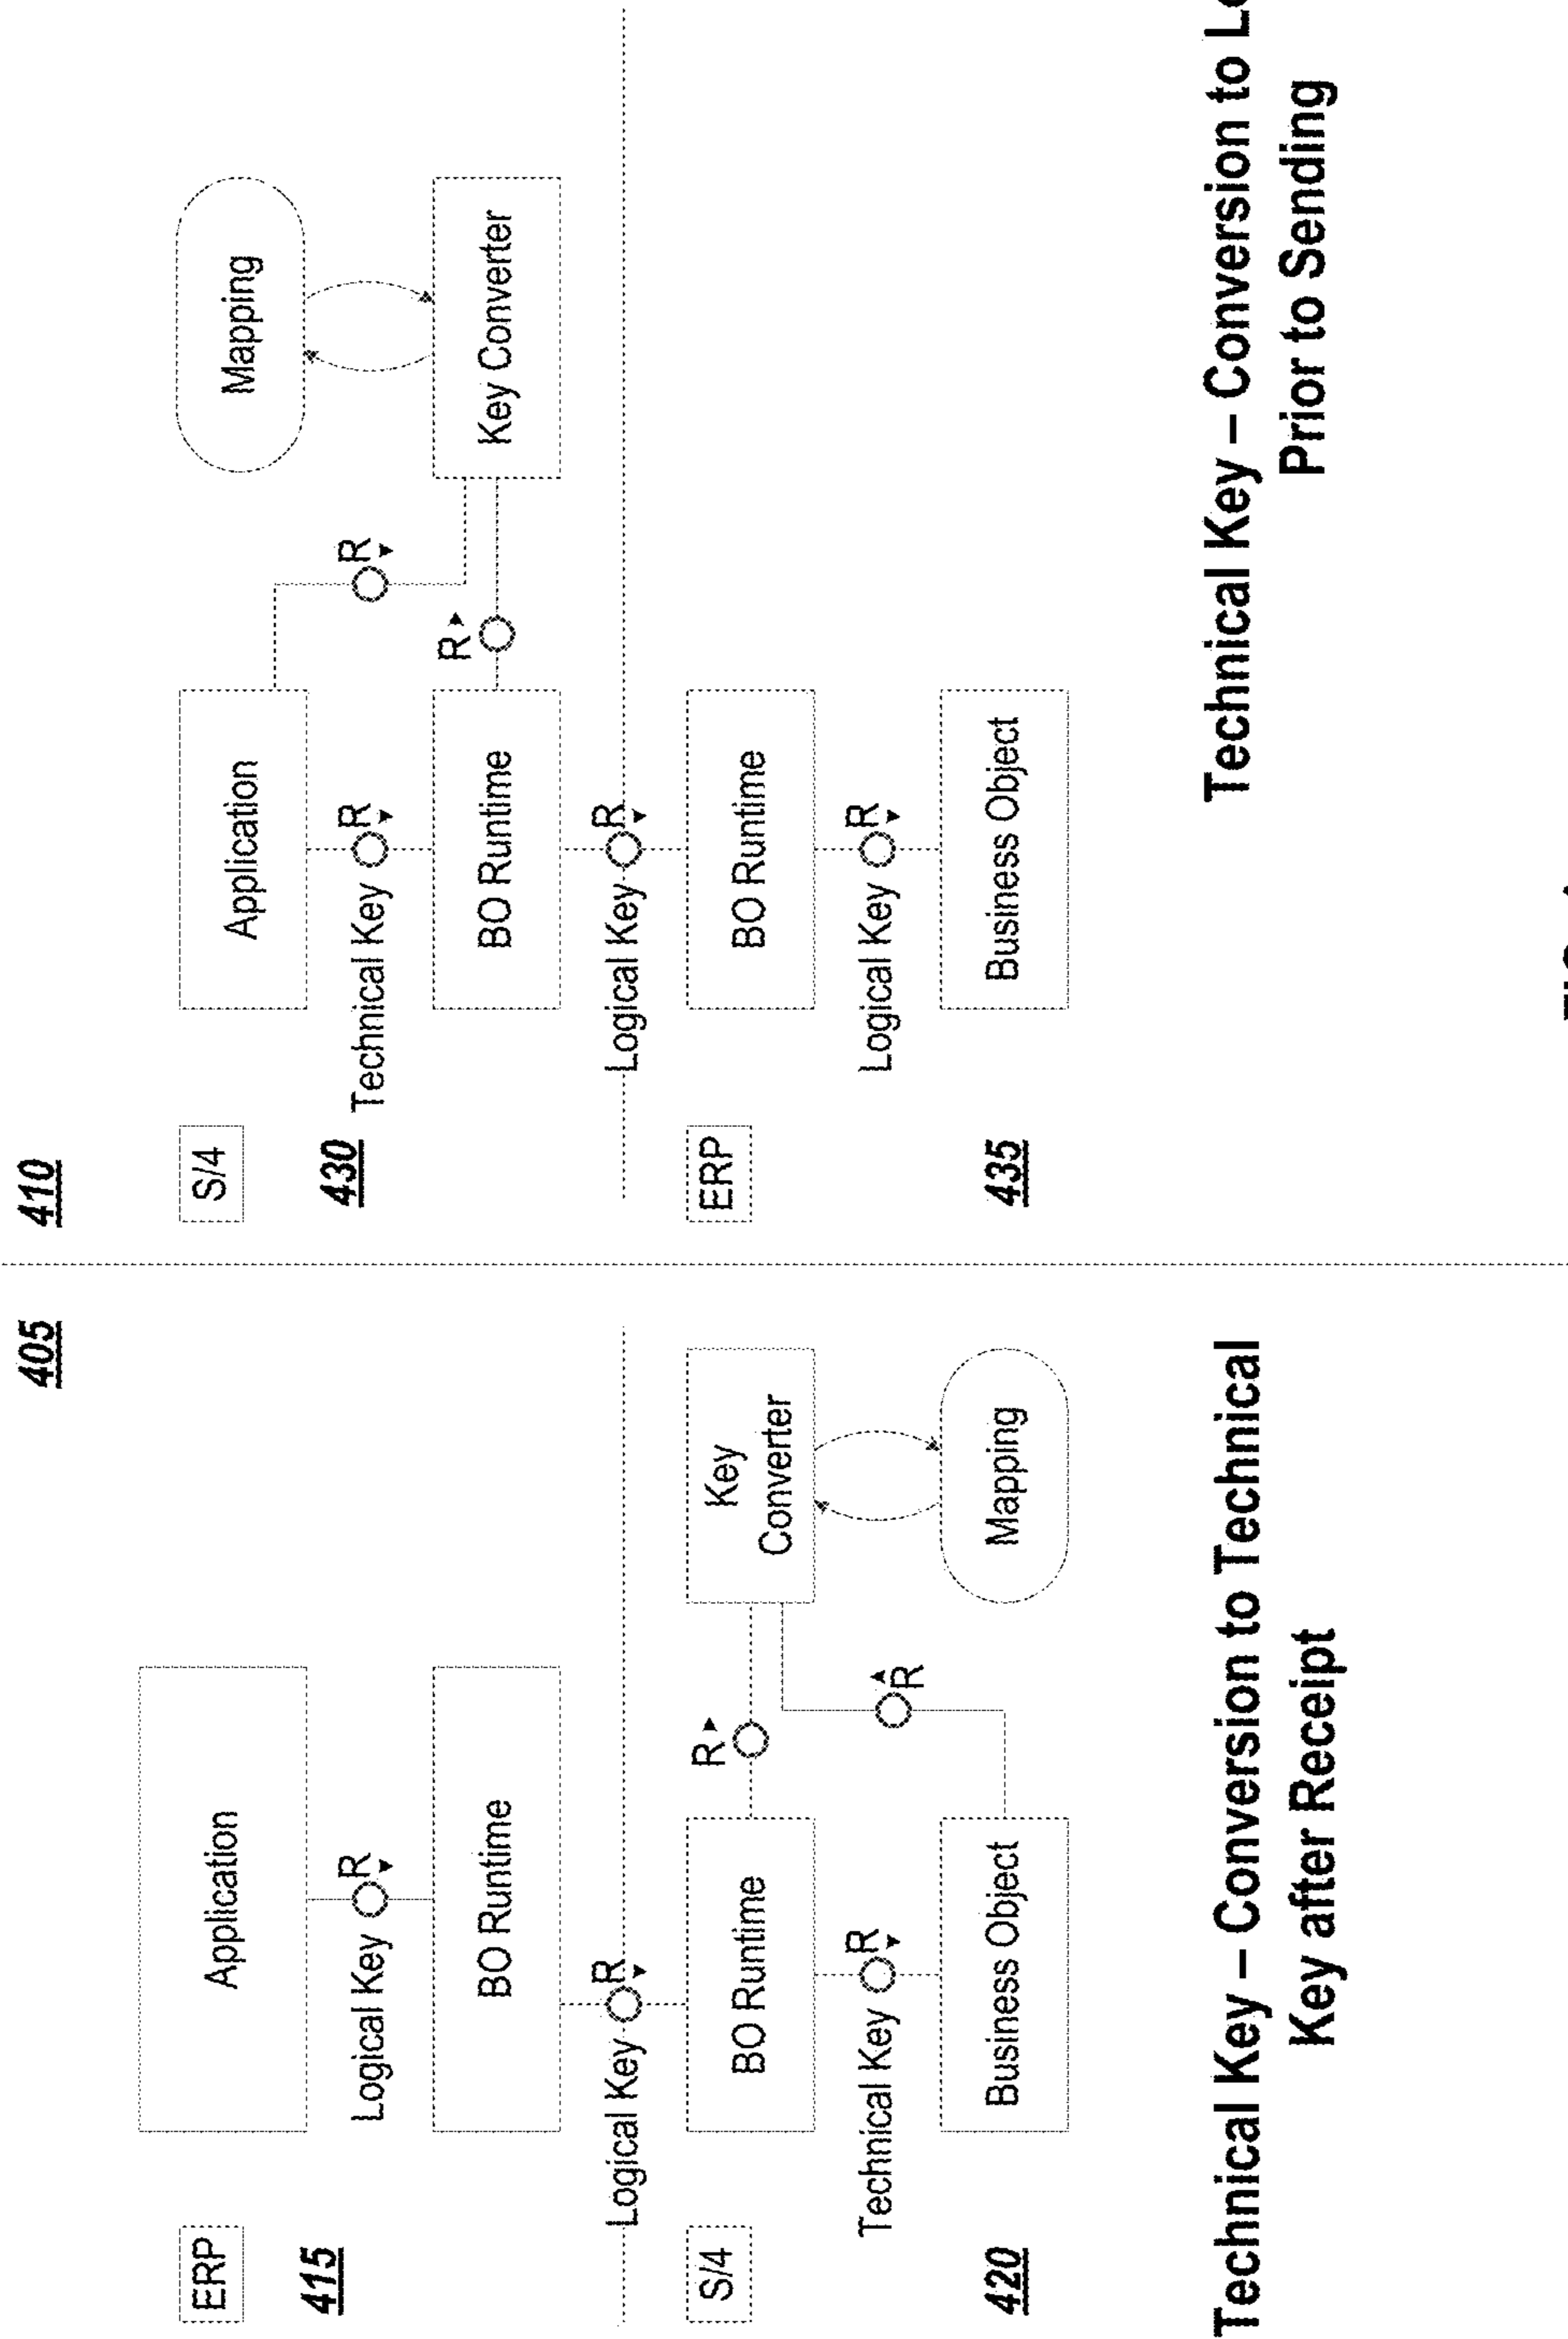 405
ERP
415
Application
Logical Key
R
BO Runtime
Logical Key
R
S/4
420
BO Runtime
R
Key
Converter
Technical Key
R
R
Business Object
Mapping
Technical Key – Conversion to Technical
Key after Receipt
410
S/4
430
Application
Mapping
Technical Key
R
R
BO Runtime
R
Key Converter
Logical Key
R
ERP
435
BO Runtime
Logical Key
R
Business Object
Technical Key – Conversion to
Prior to Sending